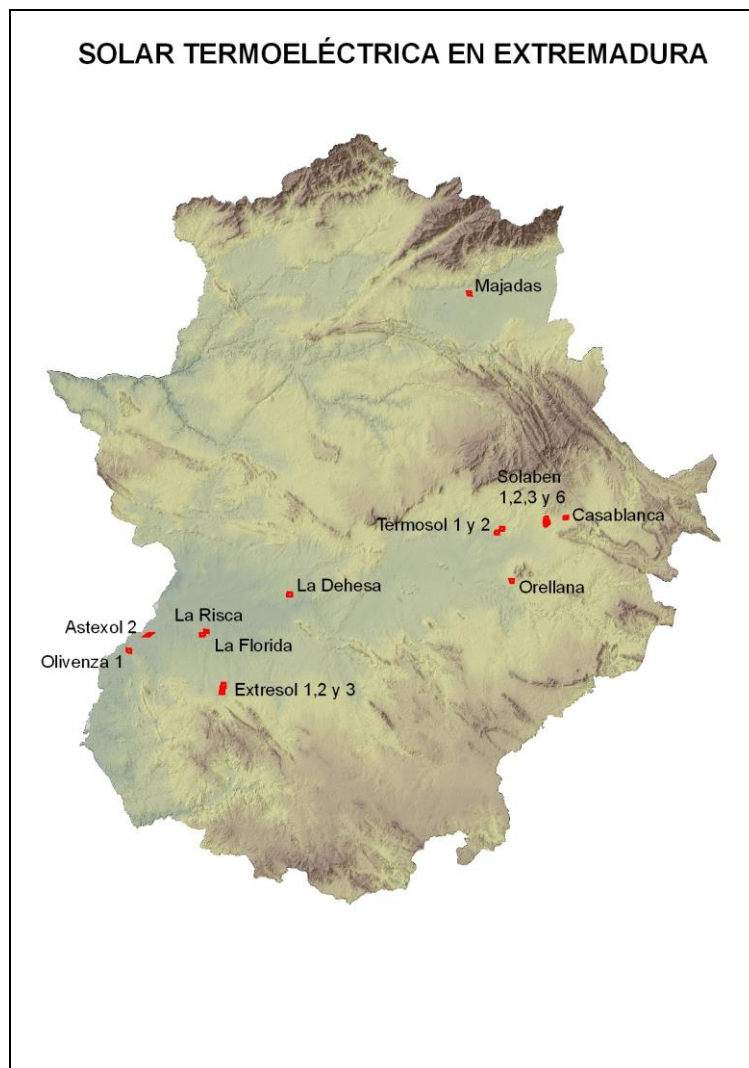 SOLAR TERMOELÉCTRICA EN EXTREMADURA
Majadas
Solaben
1,2,3 y 6
Casablanca
Termosol 1 y 2
Orellana
La Dehesa
La Risca
Astexol 2
La Florida
Olivenza 1
Extresol 1,2 y 3